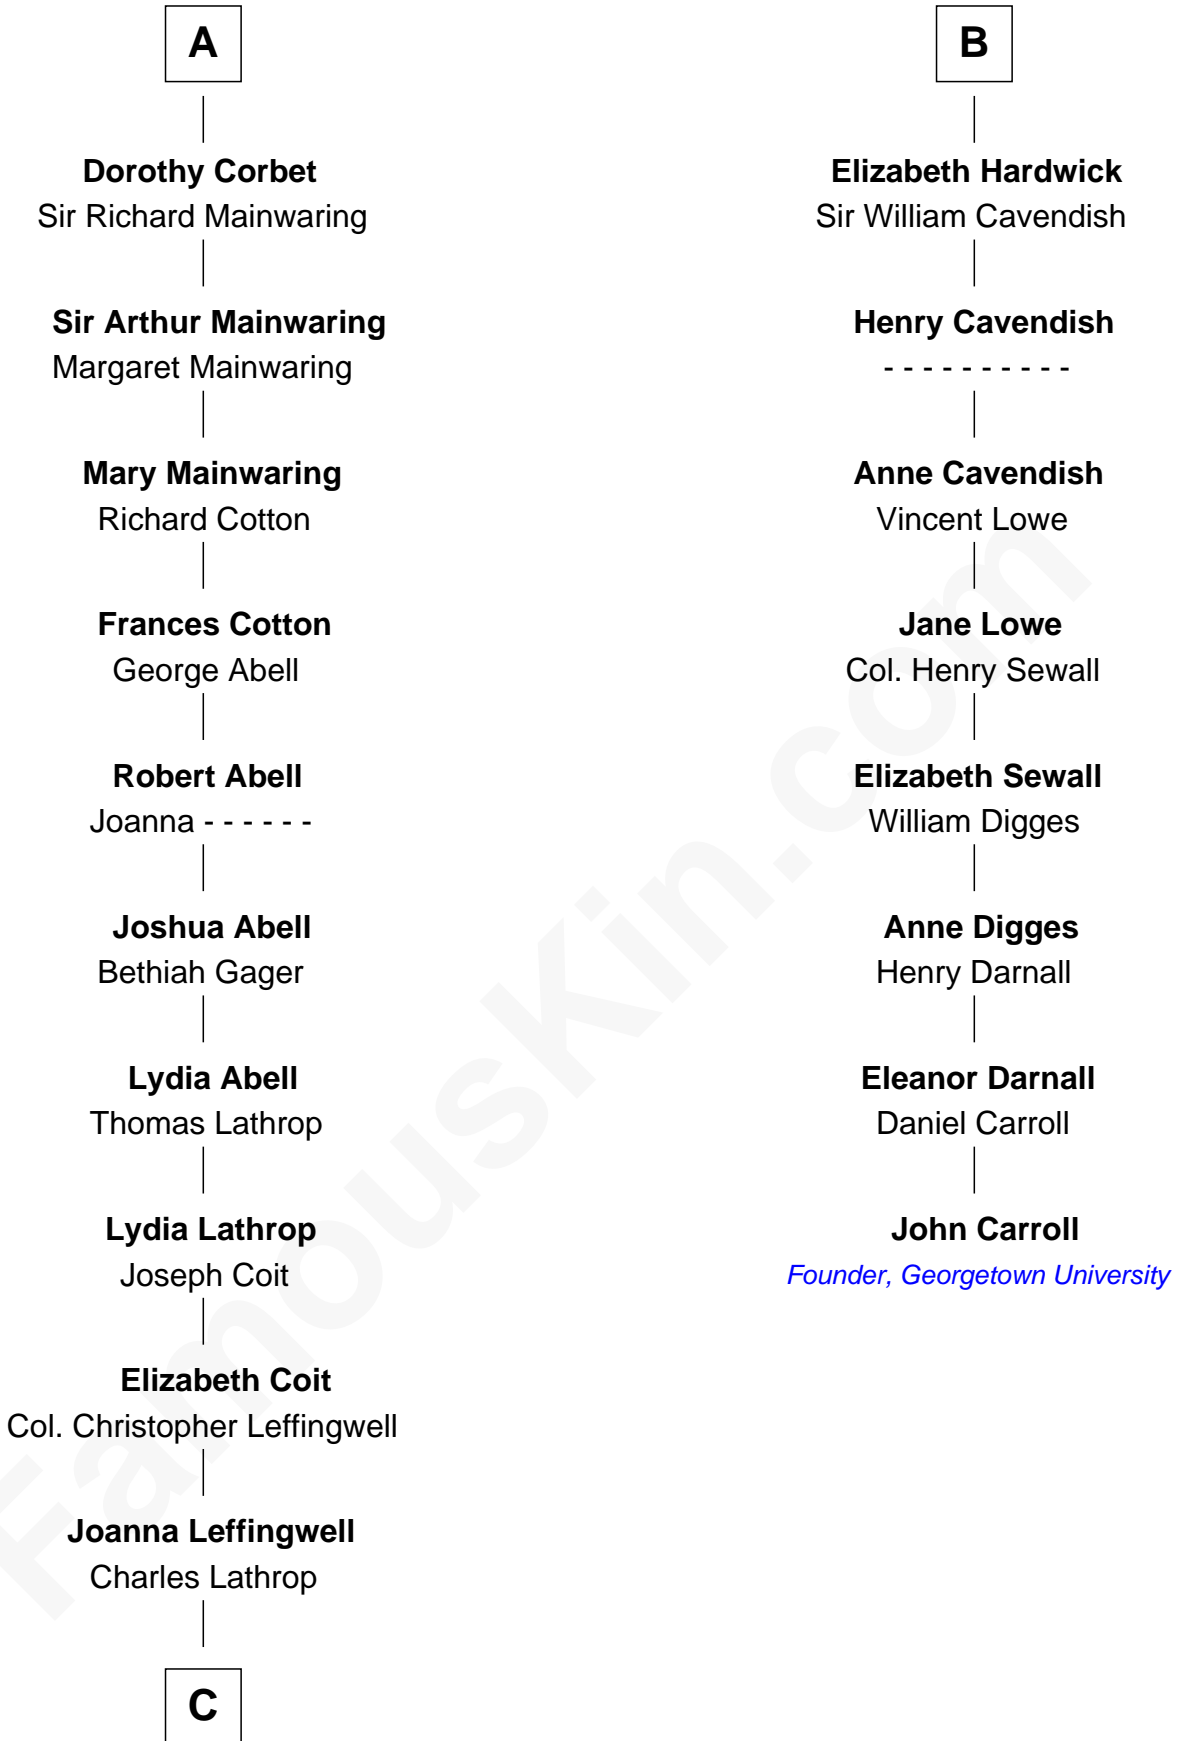 A
Dorothy Corbet
Sir Richard Mainwaring
Sir Arthur Mainwaring
Margaret Mainwaring
Mary Mainwaring
Richard Cotton
Frances Cotton
George Abell
Robert Abell
Joanna - - - - - -
Joshua Abell
Bethiah Gager
Lydia Abell
Thomas Lathrop
Lydia Lathrop
Joseph Coit
Elizabeth Coit
Col. Christopher Leffingwell
Joanna Leffingwell
Charles Lathrop
C
B
Elizabeth Hardwick
Sir William Cavendish
Henry Cavendish
- - - - - - - - - -
Anne Cavendish
Vincent Lowe
Jane Lowe
Col. Henry Sewall
Elizabeth Sewall
William Digges
Anne Digges
Henry Darnall
Eleanor Darnall
Daniel Carroll
John Carroll
Founder, Georgetown University
FamousKin.com